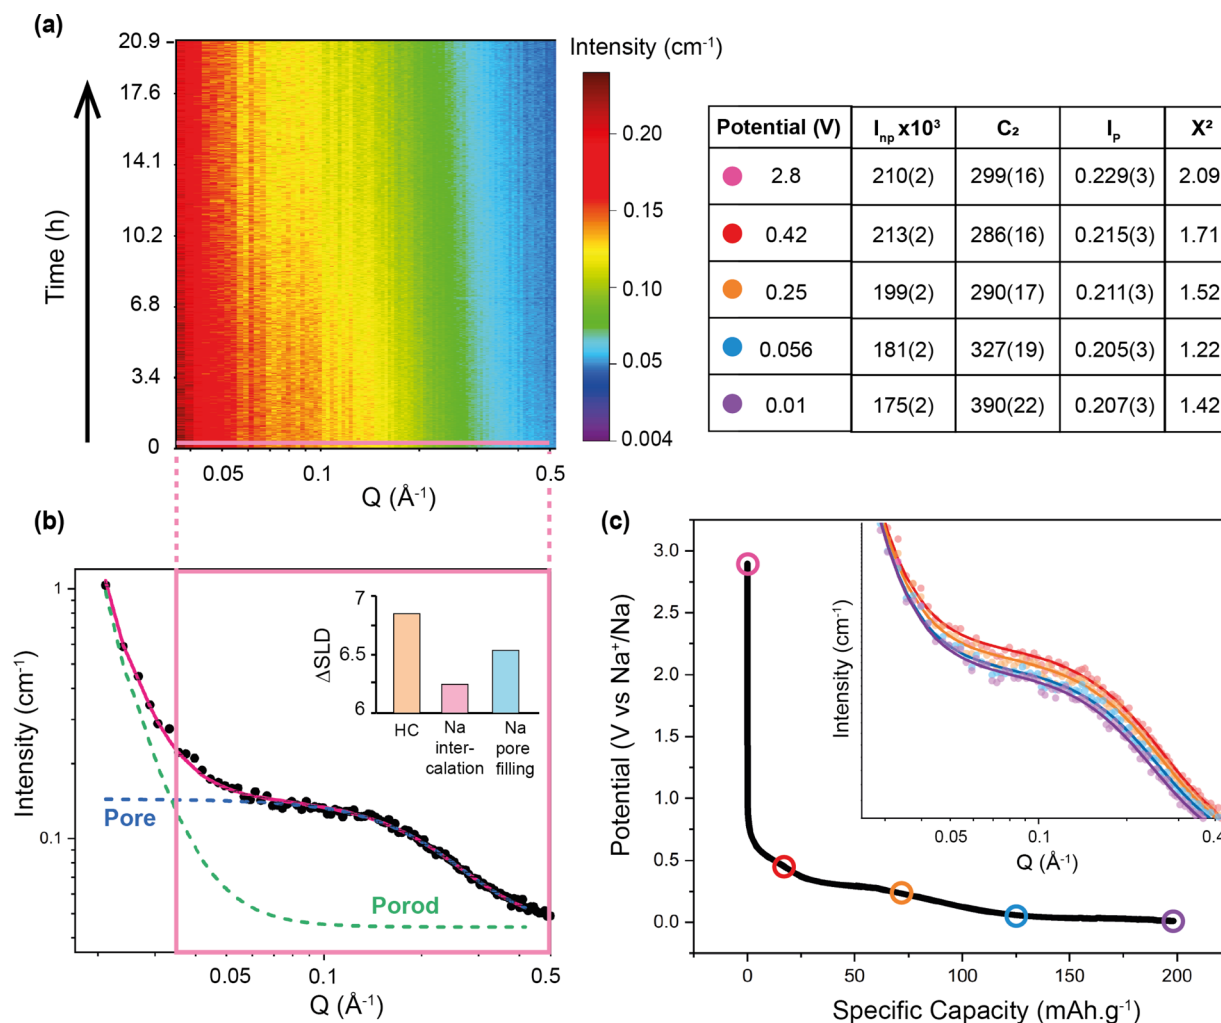 (a)
Intensity (cm⁻¹)
20.9
17.6
14.1
10.2
6.8
3.4
0
Time (h)
0.05
0.1
0.5
Q (Å⁻¹)
0.20
0.15
0.10
0.05
0.004
Potential (V) Iₙₚ x10³ C₂ Iₚ X²
2.8 210(2) 299(16) 0.229(3) 2.09
0.42 213(2) 286(16) 0.215(3) 1.71
0.25 199(2) 290(17) 0.211(3) 1.52
0.056 181(2) 327(19) 0.205(3) 1.22
0.01 175(2) 390(22) 0.207(3) 1.42
(b)
1
0.1
Intensity (cm⁻¹)
Pore
Porod
7
6.5
6
ΔSLD
HC
Na
inter-
calation
Na
pore
filling
0.05
0.1
0.5
Q (Å⁻¹)
(c)
3.0
2.5
2.0
1.5
1.0
0.5
0.0
Potential (V vs Na⁺/Na)
Intensity (cm⁻¹)
0.05
0.1
0.4
Q (Å⁻¹)
0
50
100
150
200
Specific Capacity (mAh.g⁻¹)